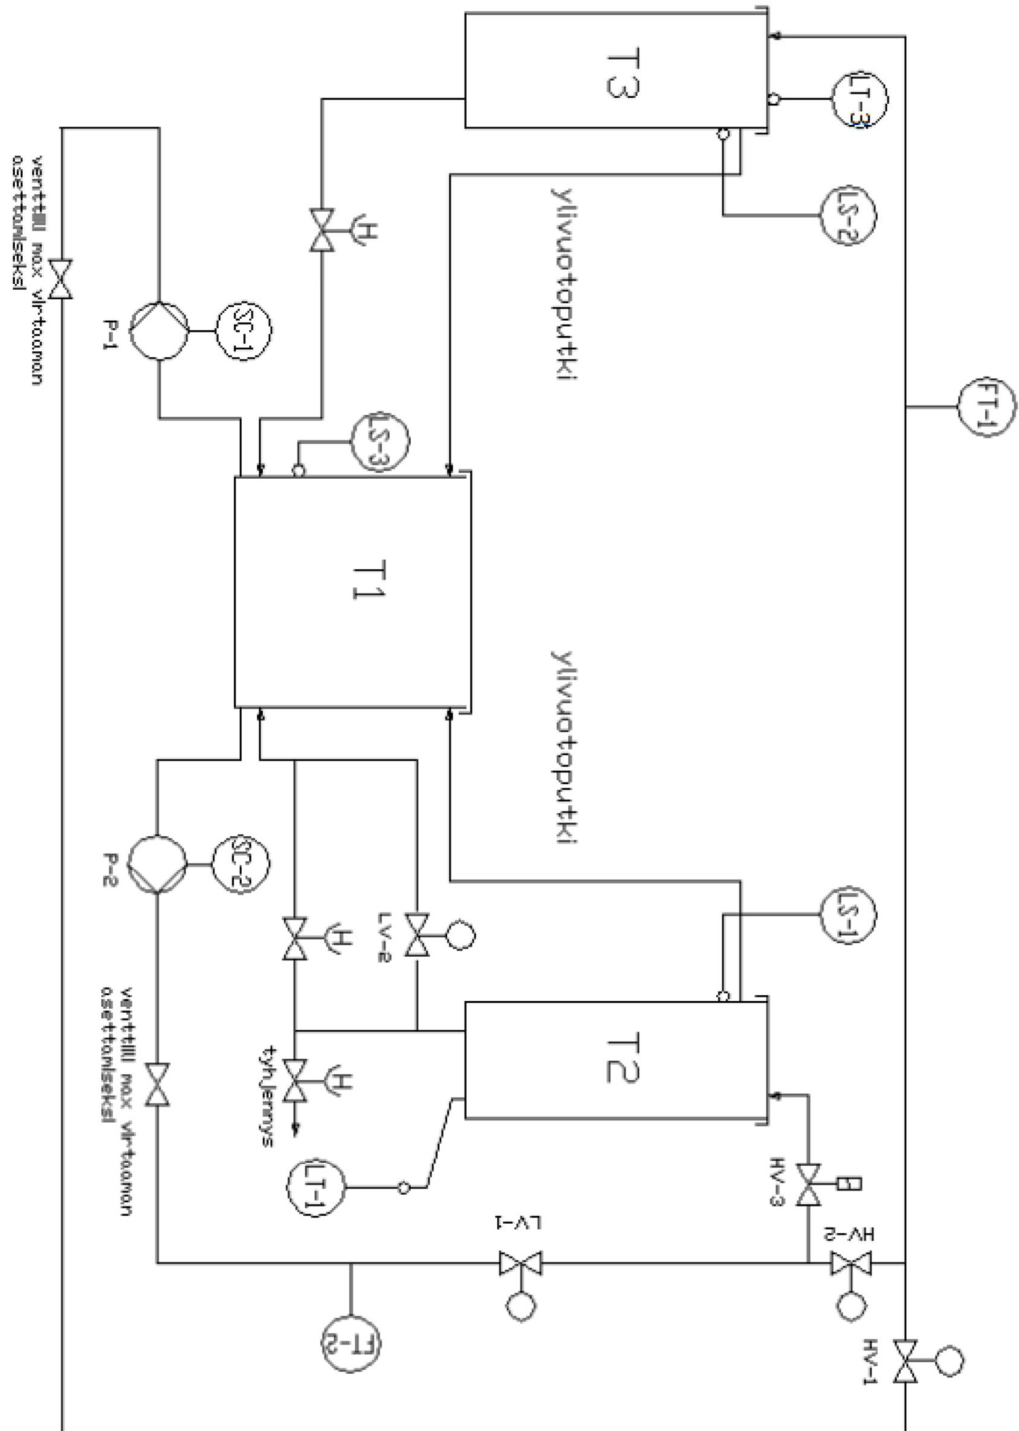 T3
LT-3
LS-2
ylivuotoputki
venttiili max virtaaman
asettamiseksi
P-1
SC-1
H
FT-1
LS-3
T1
ylivuotoputki
P-2
SC-2
H
LV-2
LS-1
T2
venttiili max virtaaman
asettamiseksi
tyhjennys
H
LT-1
LV-1
HV-3
HV-2
FT-2
HV-1